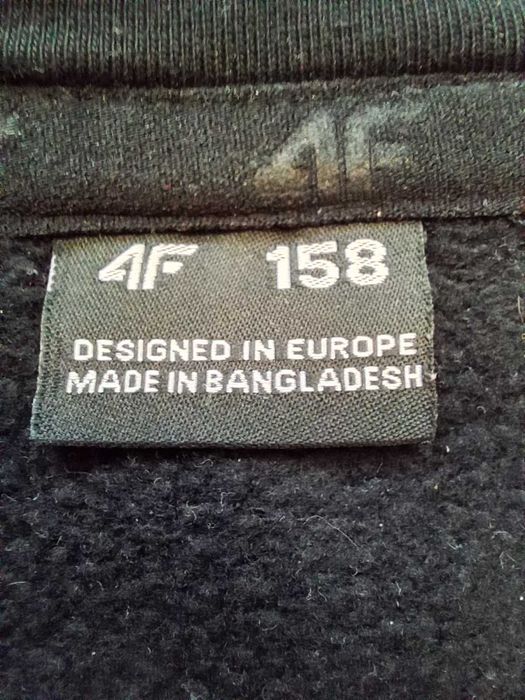 4F
4F 158
DESIGNED IN EUROPE
MADE IN BANGLADESH